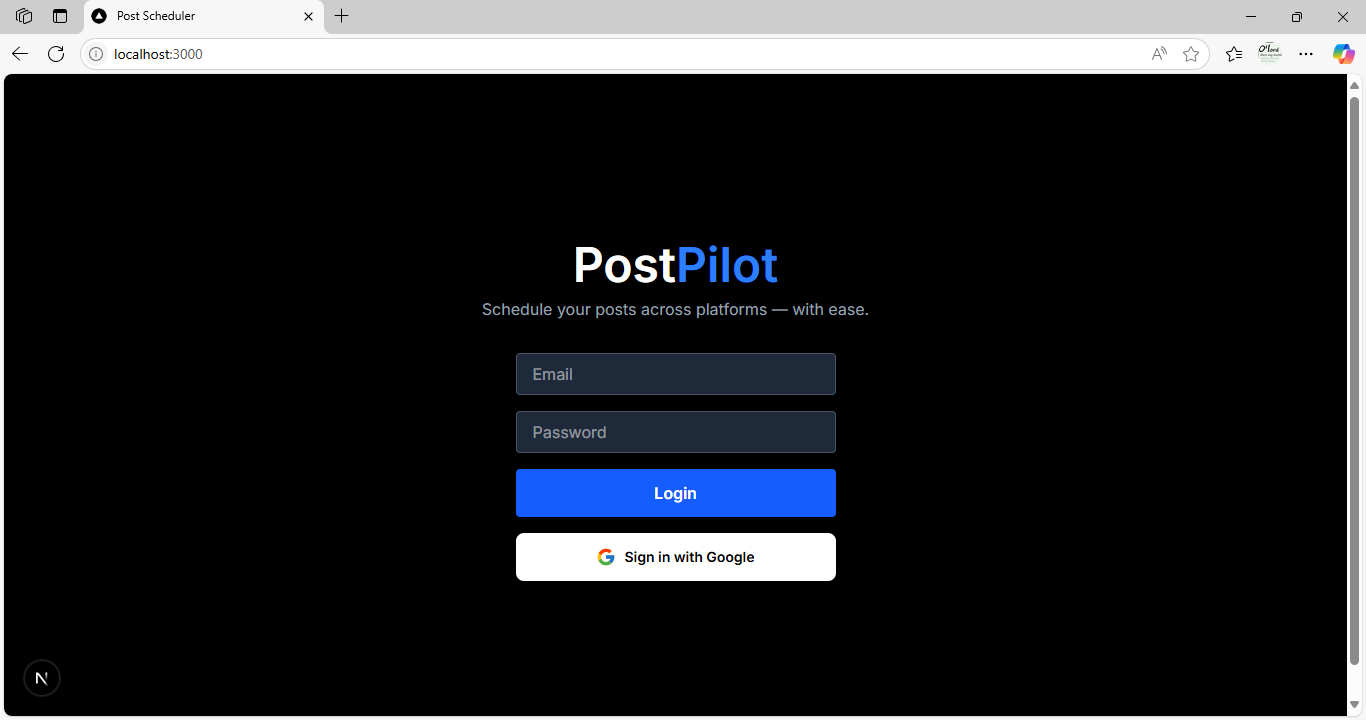 Post Scheduler
localhost:3000
PostPilot
Schedule your posts across platforms — with ease.
Email
Password
Login
Sign in with Google
N